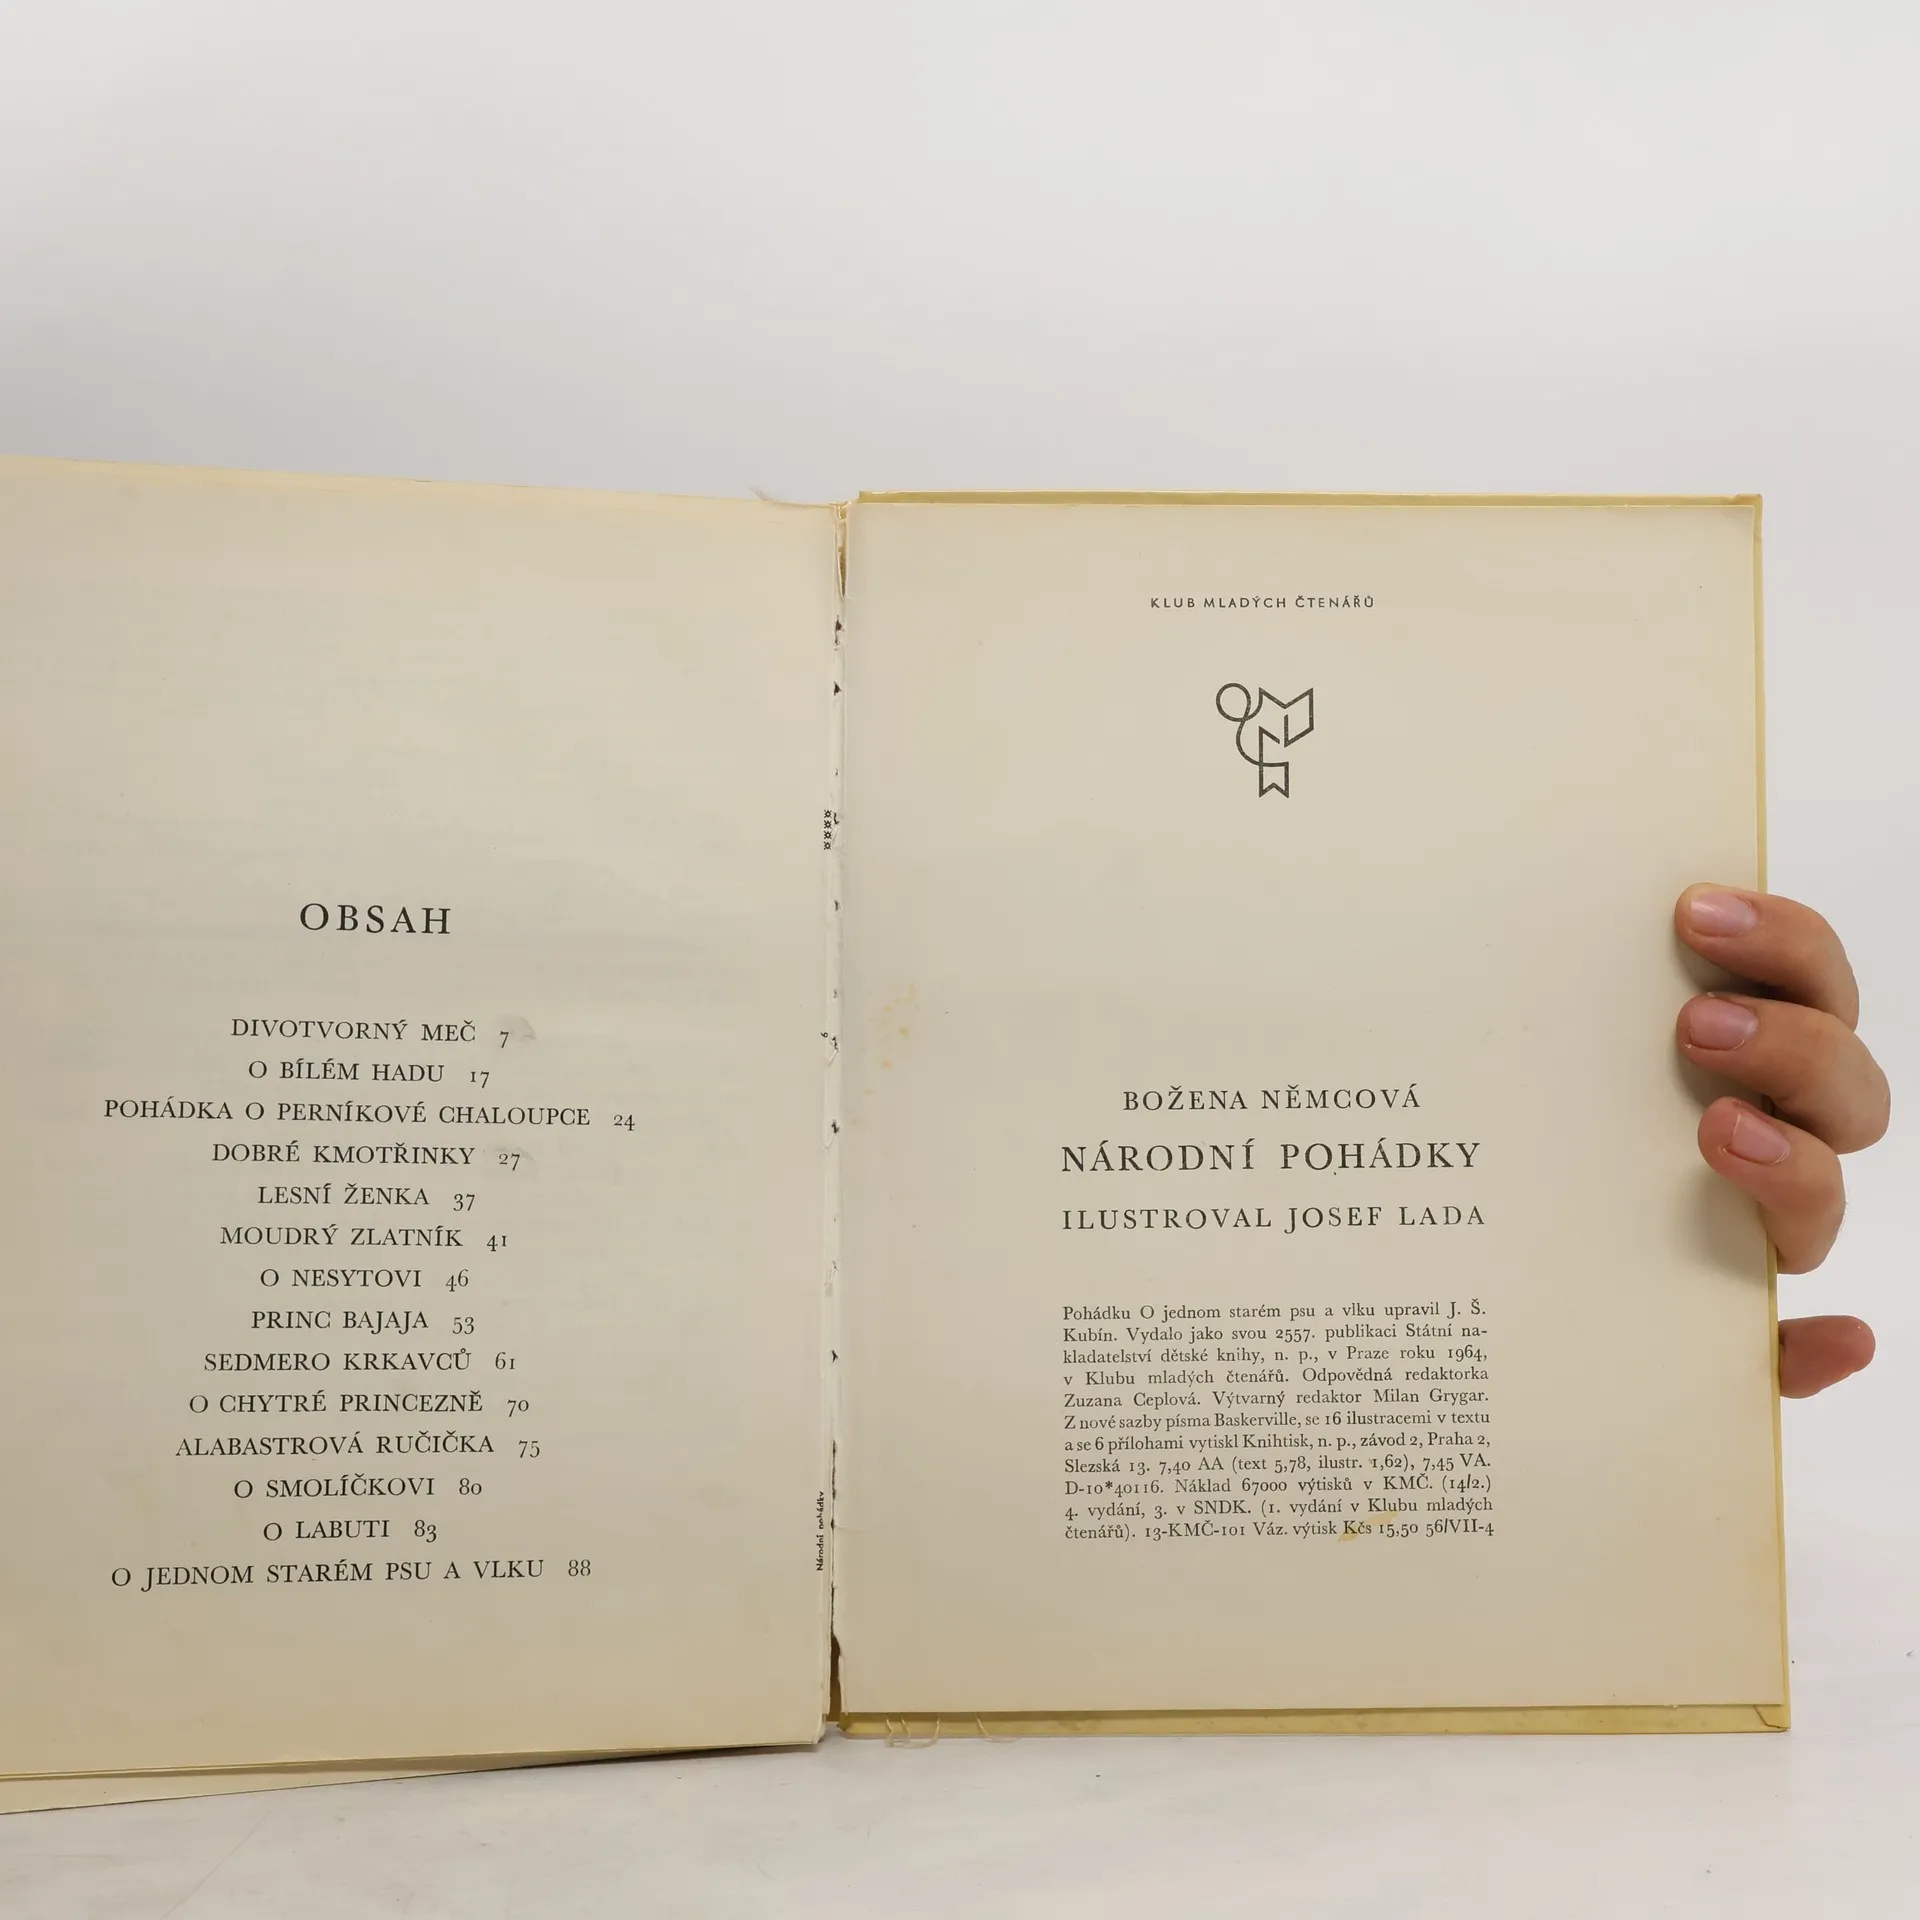 OBSAH
DIVOTVORNÝ MEČ 7
O BÍLÉM HADU 17
POHÁDKA O PERNÍKOVÉ CHALOUPCE 24
DOBRÉ KMOTŘINKY 27
LESNÍ ŽENKA 37
MOUDRÝ ZLATNÍK 41
O NESYTOVI 46
PRINC BAJAJA 53
SEDMERO KRKAVCŮ 61
O CHYTRÉ PRINCEZNĚ 70
ALABASTROVÁ RUČIČKA 75
O SMOLÍČKOVI 80
O LABUTI 83
O JEDNOM STARÉM PSU A VLKU 88
Národní pohádky
KLUB MLADÝCH ČTENÁŘŮ
BOŽENA NĚMCOVÁ
NÁRODNÍ POHÁDKY
ILUSTROVAL JOSEF LADA
Pohádku O jednom starém psu a vlku upravil J. Š.
Kubín. Vydalo jako svou 2557. publikaci Státní na-
kladatelství dětské knihy, n. p., v Praze roku 1964,
v Klubu mladých čtenářů. Odpovědná redaktorka
Zuzana Ceplová. Výtvarný redaktor Milan Grygar.
Z nové sazby písma Baskerville, se 16 ilustracemi v textu
a se 6 přílohami vytiskl Knihtisk, n. p., závod 2, Praha 2,
Slezská 13. 7,40 AA (text 5,78, ilustr. 1,62), 7,45 VA.
D-10*40116. Náklad 67000 výtisků v KMČ. (14/2.)
4. vydání, 3. v SNDK. (1. vydání v Klubu mladých
čtenářů). 13-KMČ-101 Váz. výtisk Kčs 15,50 56/VII-4